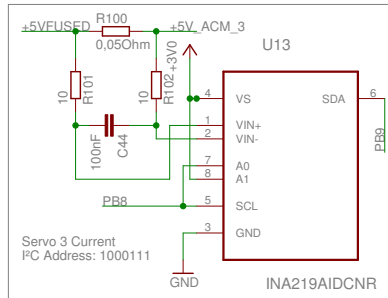 R100
+5VFUSED
+5V_ACM_3
0,05Ohm
+3V0
U13
10
R101
10
R102
100nF
C44
4
VS
SDA
6
1
VIN+
2
VIN-
PB9
7
A0
8
A1
PB8
5
SCL
3
GND
Servo 3 Current
I²C Address: 1000111
GND
INA219AIDCNR